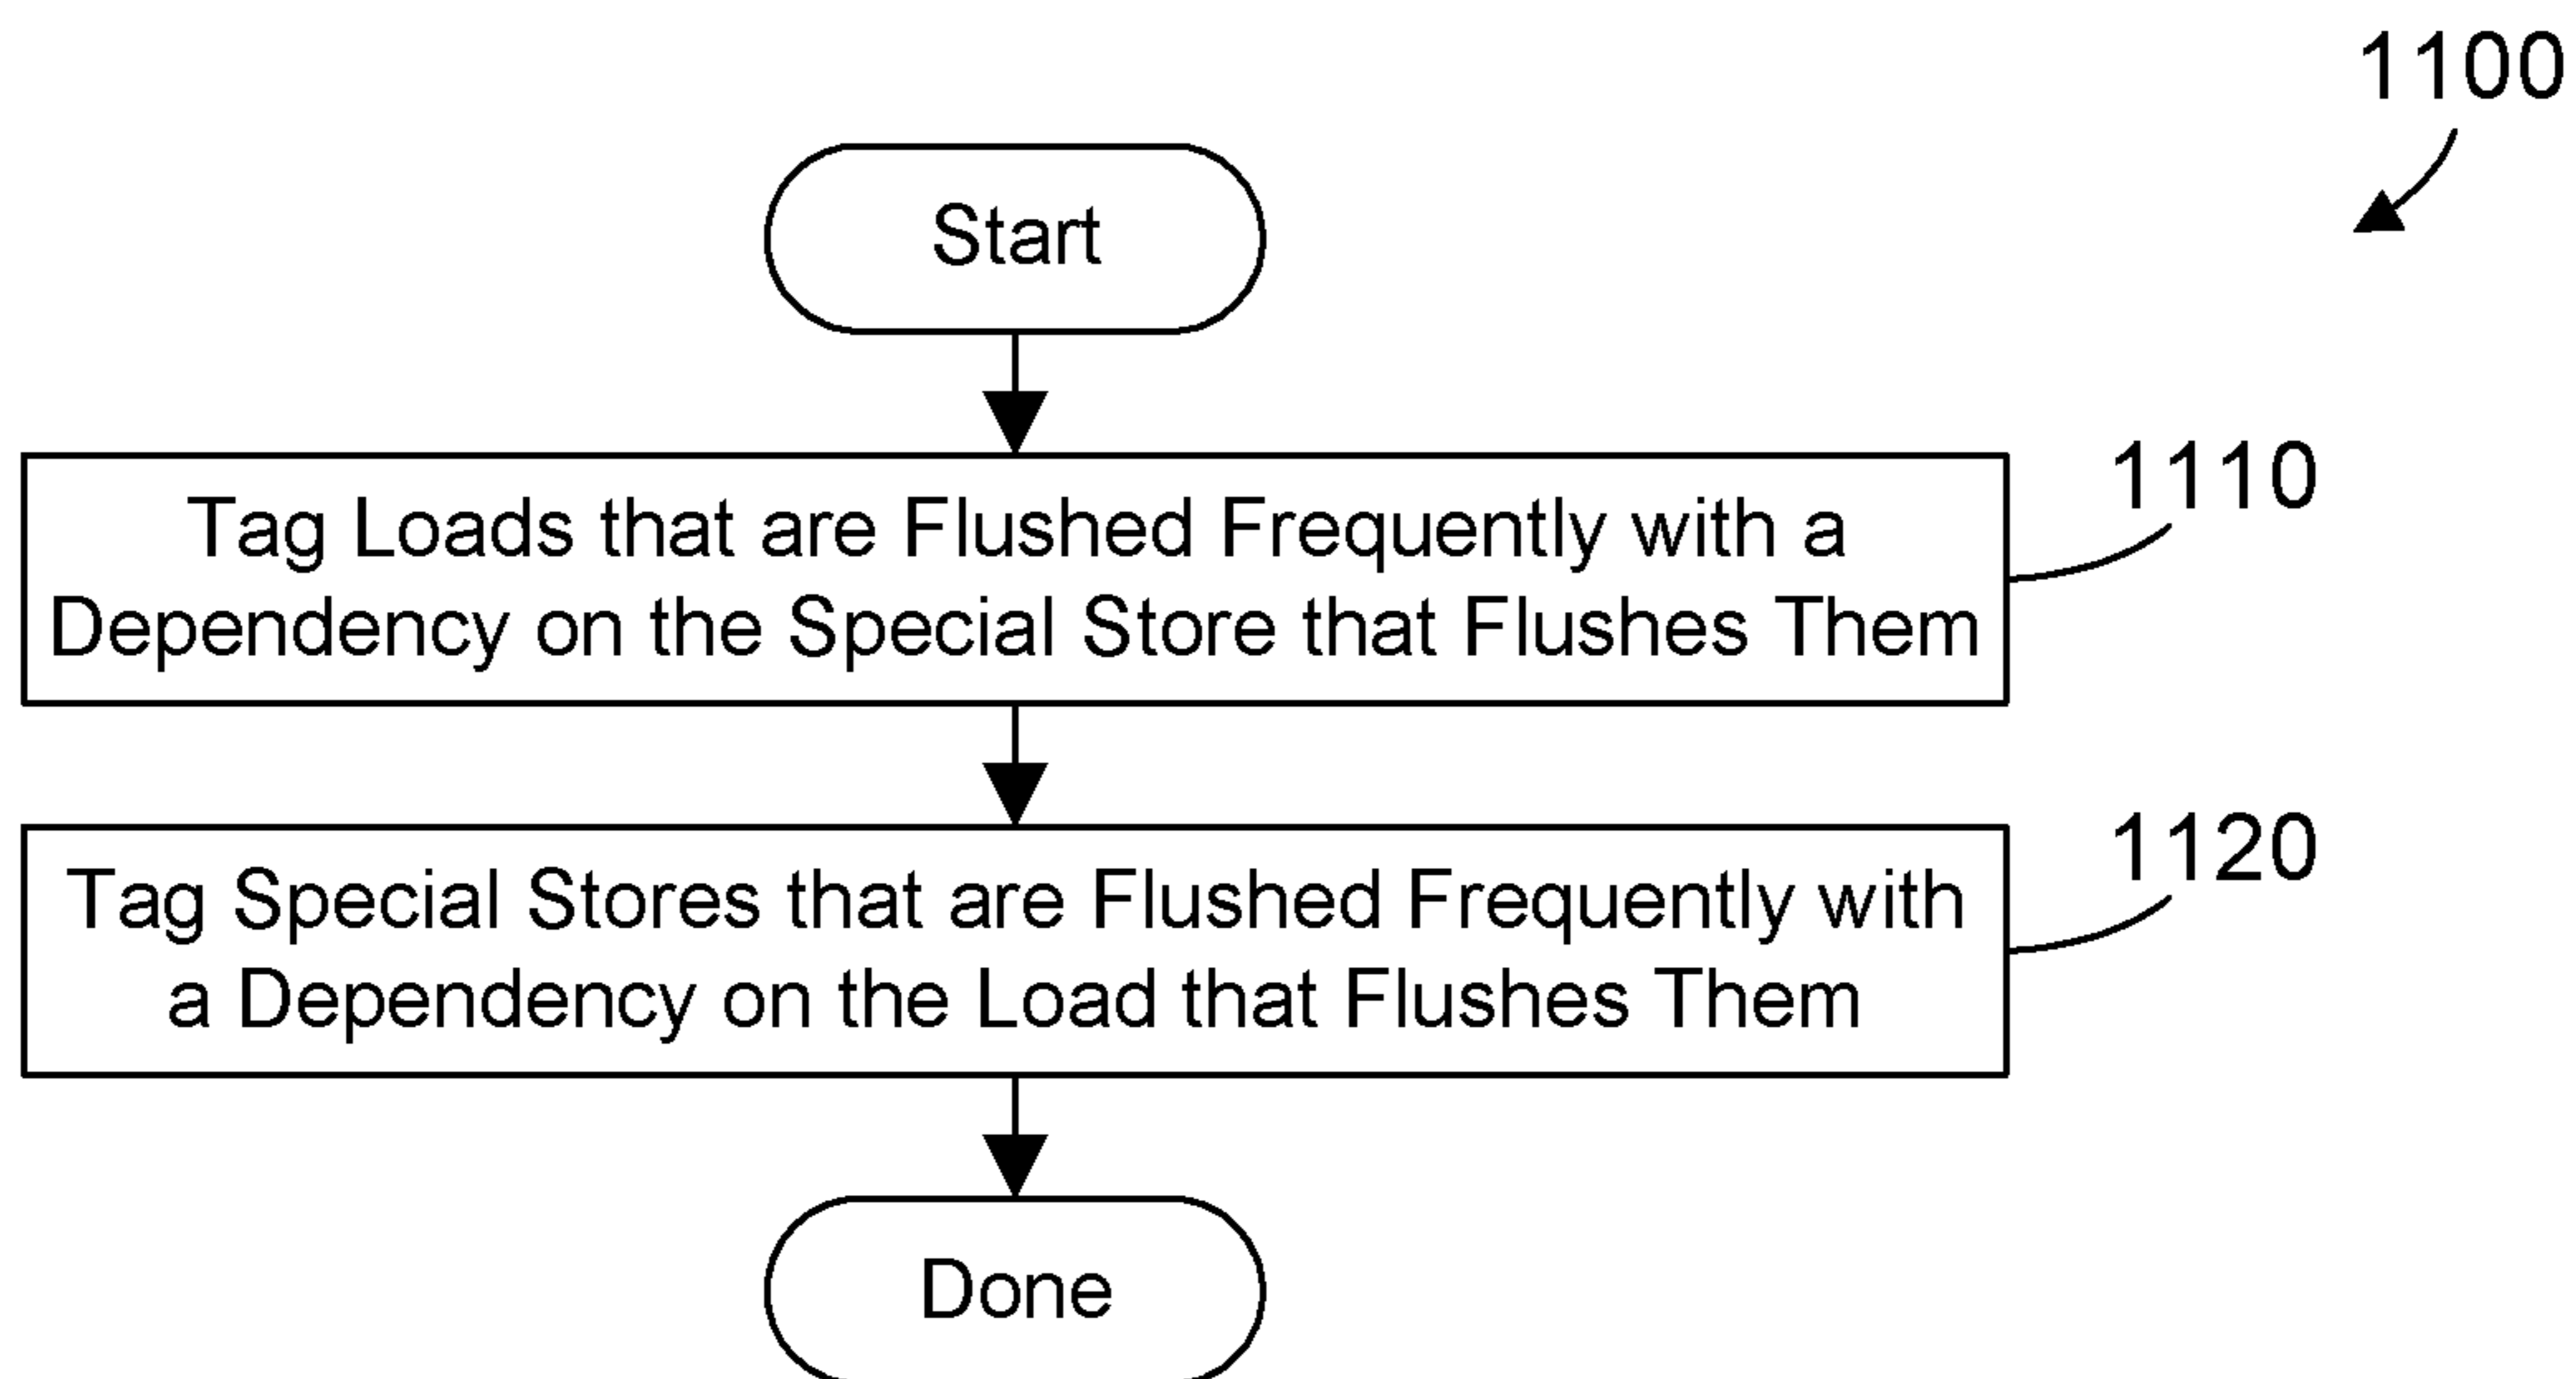 1100
Start
Tag Loads that are Flushed Frequently with a
Dependency on the Special Store that Flushes Them
1110
Tag Special Stores that are Flushed Frequently with
a Dependency on the Load that Flushes Them
1120
Done